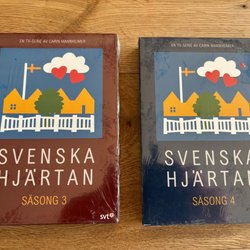 EN TV-SERIE AV CARIN MANNHEIMER
SVENSKA
HJÄRTAN
SÄSONG 3
svt
EN TV-SERIE AV CARIN MANNHEIMER
SVENSKA
HJÄRTAN
SÄSONG 4